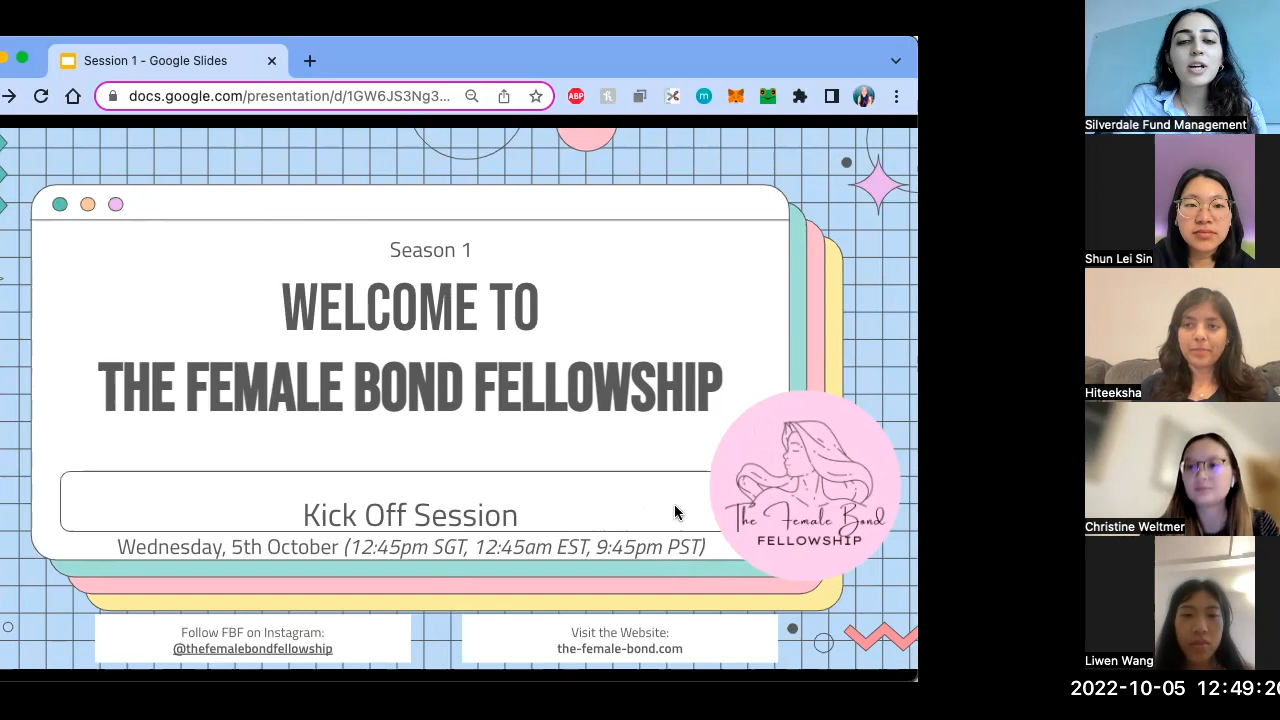 Session 1 - Google Slides
docs.google.com/presentation/d/1GW6JS3Ng3...
ABP
Season 1
WELCOME TO
THE FEMALE BOND FELLOWSHIP
Kick Off Session
Wednesday, 5th October (12:45pm SGT, 12:45am EST, 9:45pm PST)
The Female Bond
FELLOWSHIP
Follow FBF on Instagram:
@thefemalebondfellowship
Visit the Website:
the-female-bond.com
Silverdale Fund Management
Shun Lei Sin
Hiteeksha
Christine Weltmer
Liwen Wang
2022-10-05 12:49:20